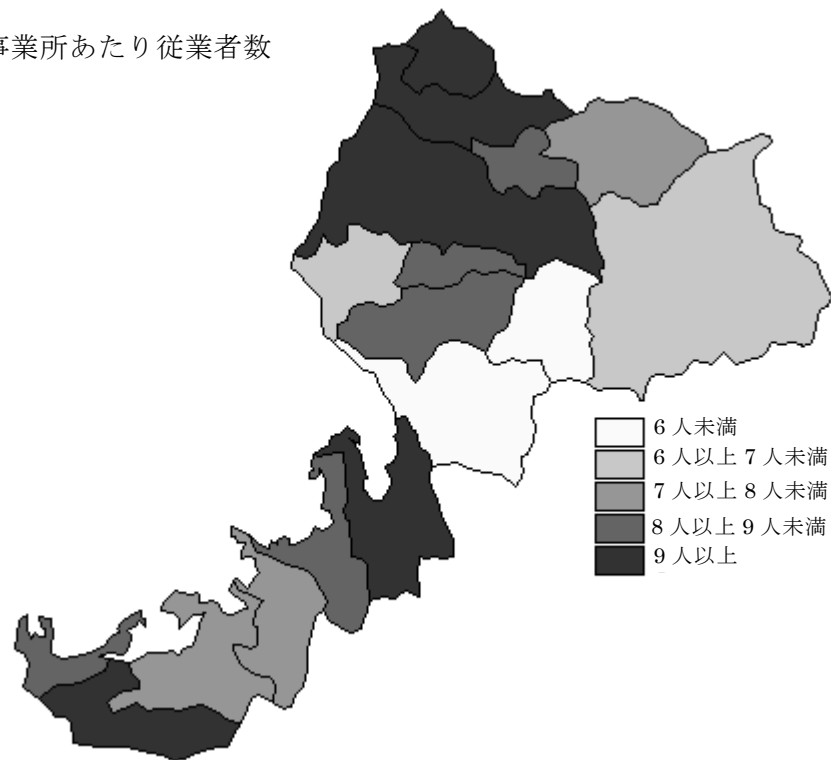 事業所あたり従業者数
6 人未満
6 人以上 7 人未満
7 人以上 8 人未満
8 人以上 9 人未満
9 人以上